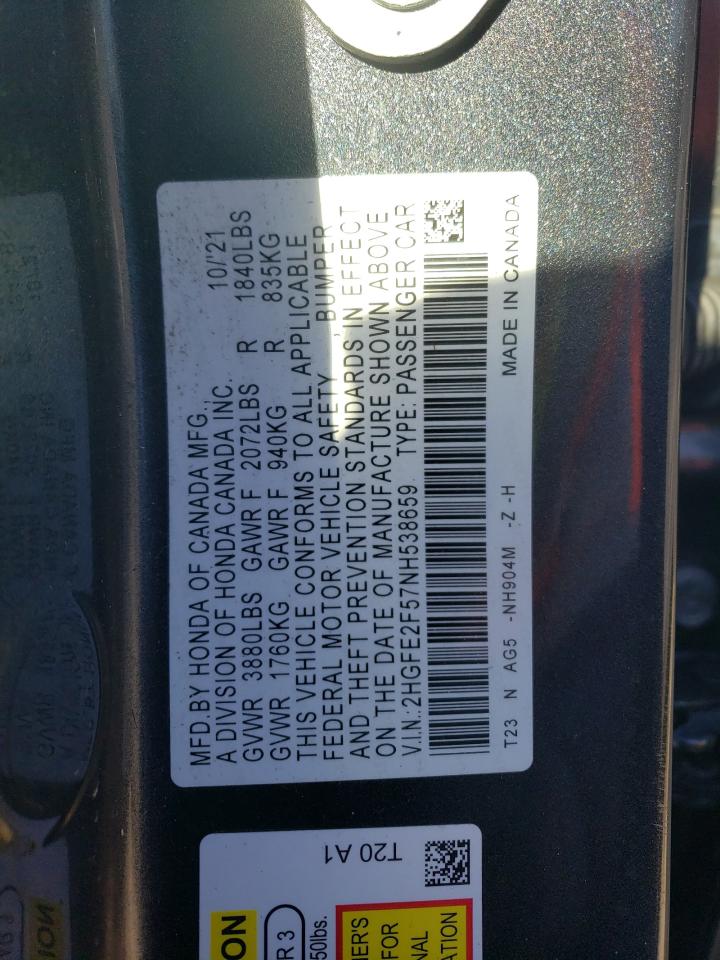 MFD.BY HONDA OF CANADA MFG., 10/'21
A DIVISION OF HONDA CANADA INC.
GVWR 3880LBS GAWR F 2072LBS R 1840LBS
GVWR 1760KG GAWR F 940KG R 835KG
THIS VEHICLE CONFORMS TO ALL APPLICABLE
FEDERAL MOTOR VEHICLE SAFETY , BUMPER
AND THEFT PREVENTION STANDARDS IN EFFECT
ON THE DATE OF MANUFACTURE SHOWN ABOVE
V.I.N.:2HGFE2F57NH538659 TYPE: PASSENGER CAR
T23 N AG5 -NH904M -Z -H MADE IN CANADA
T20 A1
ON
R 3
50lbs.
ER'S
FOR
NAL
ATION